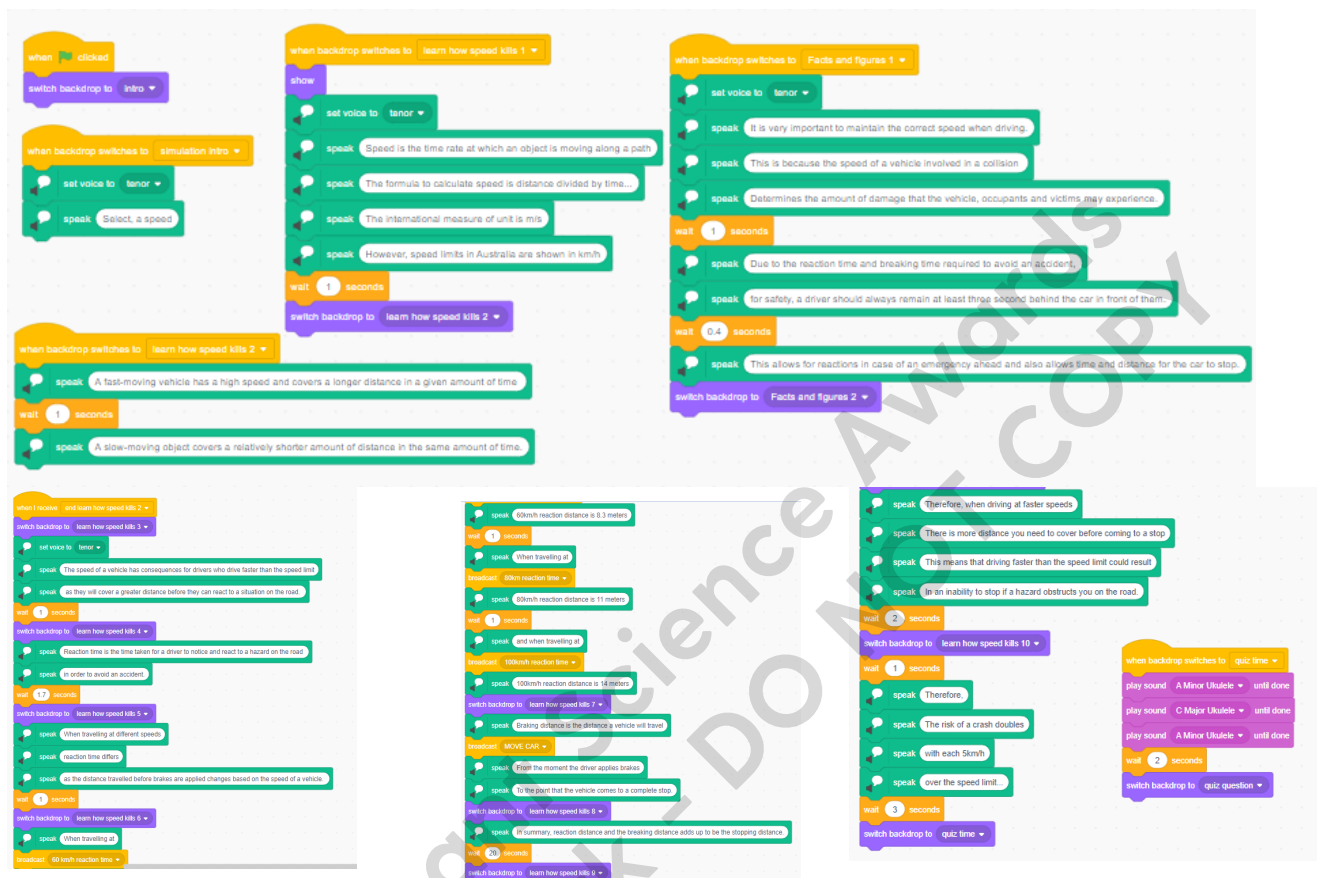 when clicked
switch backdrop to Intro
when backdrop switches to simulation intro
set voice to tenor
speak Select, a speed
when backdrop switches to learn how speed kills 1
show
set voice to tenor
speak Speed is the time rate at which an object is moving along a path
speak The formula to calculate speed is distance divided by time...
speak The international measure of unit is m/s
speak However, speed limits in Australia are shown in km/h
wait 1 seconds
switch backdrop to learn how speed kills 2
when backdrop switches to Facts and figures 1
set voice to tenor
speak It is very important to maintain the correct speed when driving.
speak This is because the speed of a vehicle involved in a collision
speak Determines the amount of damage that the vehicle, occupants and victims may experience.
wait 1 seconds
speak Due to the reaction time and breaking time required to avoid an accident,
speak for safety, a driver should always remain at least three second behind the car in front of them.
wait 0.4 seconds
speak This allows for reactions in case of an emergency ahead and also allows time and distance for the car to stop.
switch backdrop to Facts and figures 2
when backdrop switches to learn how speed kills 2
speak A fast-moving vehicle has a high speed and covers a longer distance in a given amount of time
wait 1 seconds
speak A slow-moving object covers a relatively shorter amount of distance in the same amount of time.
when I receive end learn how speed kills 2
switch backdrop to learn how speed kills 3
set voice to tenor
speak The speed of a vehicle has consequences for drivers who drive faster than the speed limit
speak as they will cover a greater distance before they can react to a situation on the road.
wait 1 seconds
switch backdrop to learn how speed kills 4
speak Reaction time is the time taken for a driver to notice and react to a hazard on the road
speak in order to avoid an accident.
wait 1.7 seconds
switch backdrop to learn how speed kills 5
speak When travelling at different speeds
speak reaction time differs
speak as the distance travelled before brakes are applied changes based on the speed of a vehicle.
wait 1 seconds
switch backdrop to learn how speed kills 6
speak When travelling at
broadcast 60 km/h reaction time
speak 60km/h reaction distance is 8.3 meters
wait 1 seconds
speak When travelling at
broadcast 80km reaction time
speak 80km/h reaction distance is 11 meters
wait 1 seconds
speak and when travelling at
broadcast 100km/h reaction time
speak 100km/h reaction distance is 14 meters
switch backdrop to learn how speed kills 7
speak Braking distance is the distance a vehicle will travel
broadcast MOVE CAR
speak From the moment the driver applies brakes
speak To the point that the vehicle comes to a complete stop.
switch backdrop to learn how speed kills 8
speak In summary, reaction distance and the breaking distance adds up to be the stopping distance.
wait 20 seconds
switch backdrop to learn how speed kills 9
speak Therefore, when driving at faster speeds
speak There is more distance you need to cover before coming to a stop
speak This means that driving faster than the speed limit could result
speak In an inability to stop if a hazard obstructs you on the road.
wait 2 seconds
switch backdrop to learn how speed kills 10
wait 1 seconds
speak Therefore,
speak The risk of a crash doubles
speak with each 5km/h
speak over the speed limit...
wait 3 seconds
switch backdrop to quiz time
when backdrop switches to quiz time
play sound A Minor Ukulele until done
play sound C Major Ukulele until done
play sound A Minor Ukulele until done
wait 2 seconds
switch backdrop to quiz question
Science Awards
DO NOT COPY